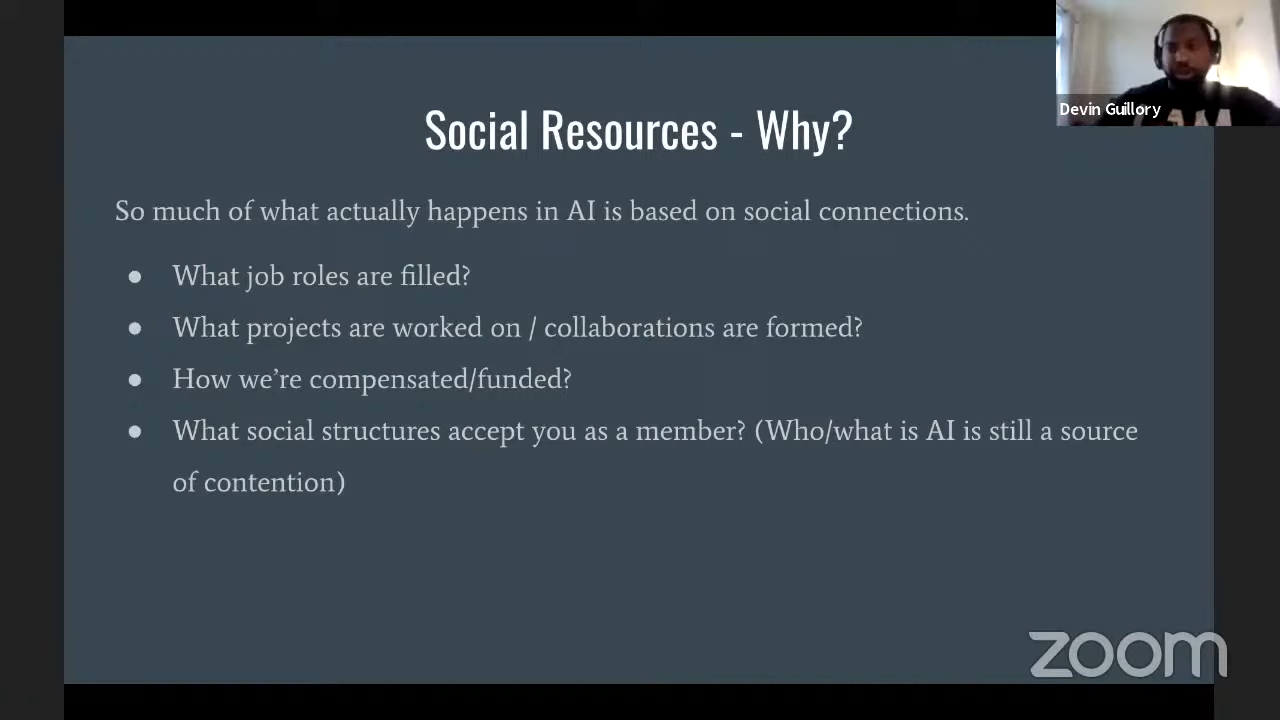 Devin Guillory
Social Resources - Why?
So much of what actually happens in AI is based on social connections.
● What job roles are filled?
● What projects are worked on / collaborations are formed?
● How we’re compensated/funded?
● What social structures accept you as a member? (Who/what is AI is still a source
of contention)
zoom